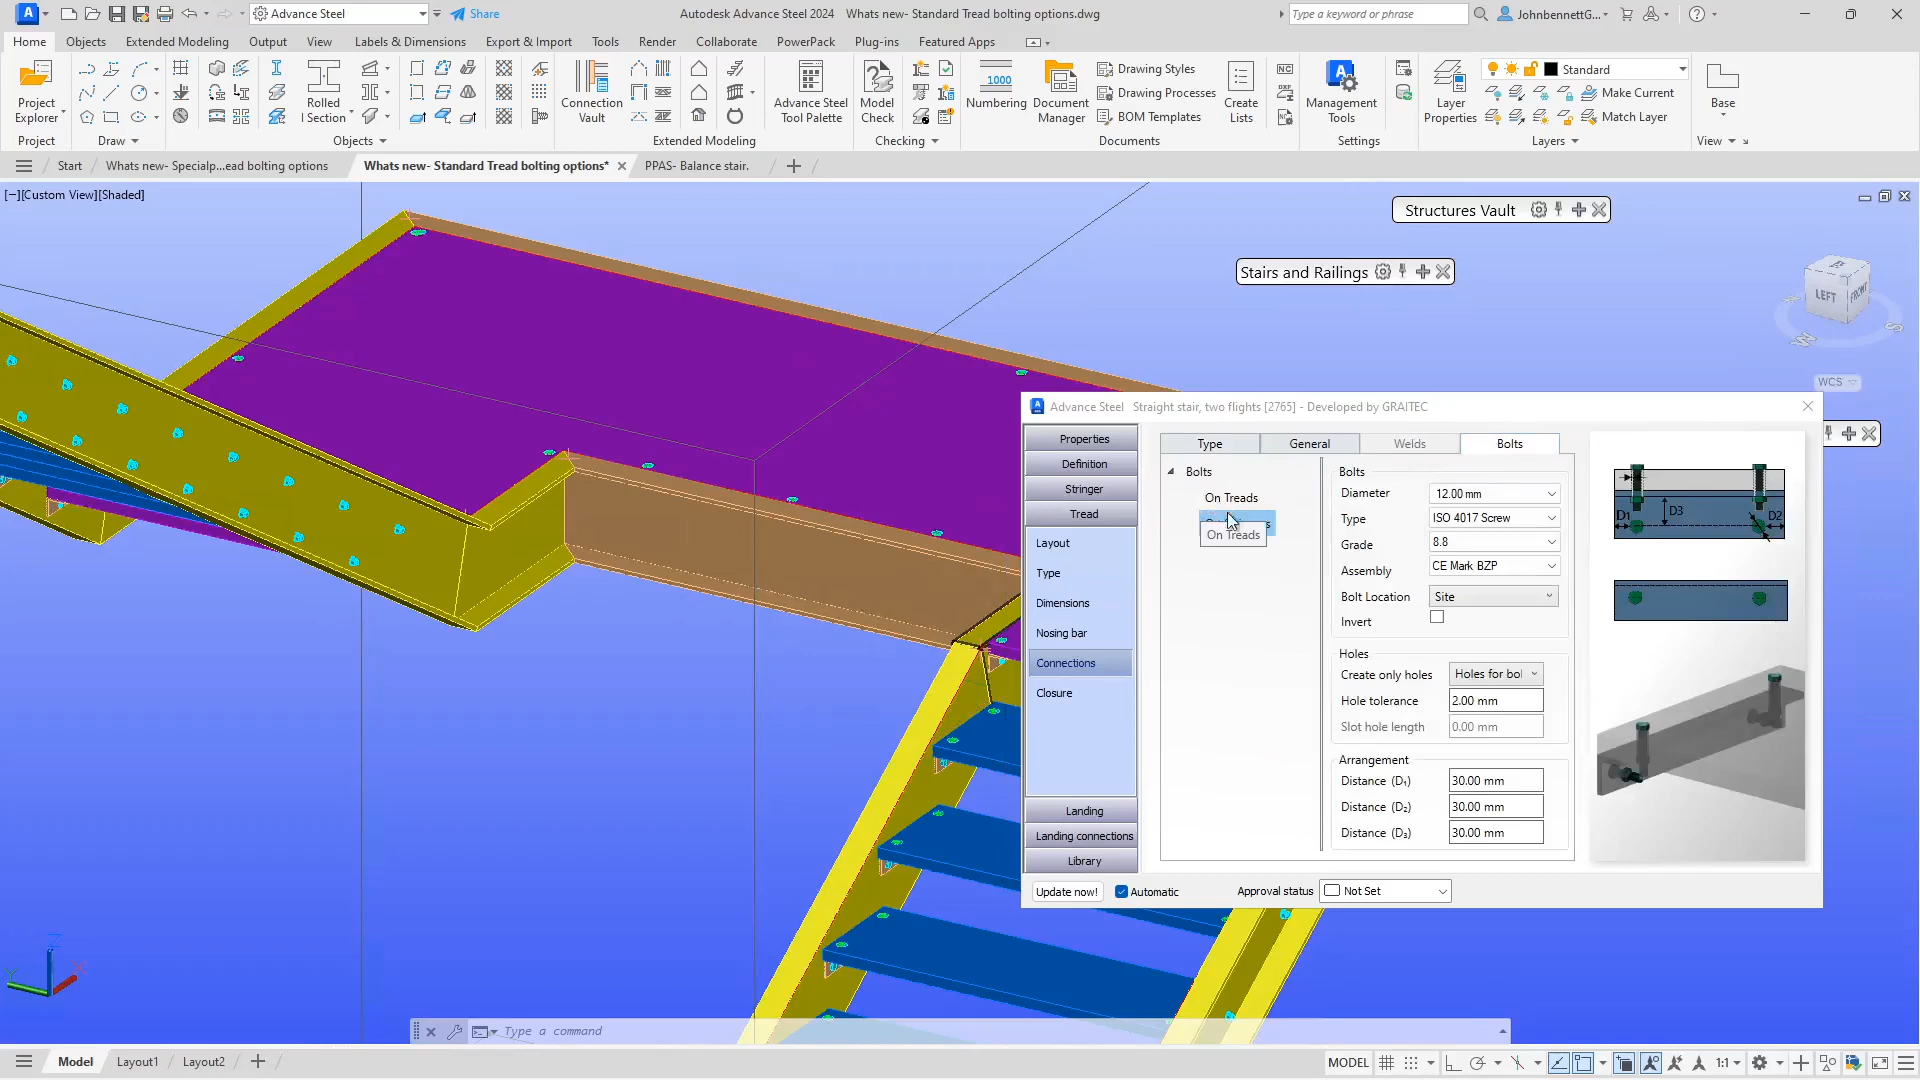 Advance Steel
Share
Autodesk Advance Steel 2024
Whats new- Standard Tread bolting options.dwg
Type a keyword or phrase
JohnbennettG...
Home
Objects
Extended Modeling
Output
View
Labels & Dimensions
Export & Import
Tools
Render
Collaborate
PowerPack
Plug-ins
Featured Apps
Project
Explorer
Rolled
I Section
Connection
Vault
Advance Steel
Tool Palette
Model
Check
1000
Numbering
Document
Manager
Drawing Styles
Drawing Processes
BOM Templates
Create
Lists
NC
DXF
Management
Tools
Layer
Properties
Standard
Make Current
Match Layer
Base
Project
Draw
Objects
Extended Modeling
Checking
Documents
Settings
Layers
View
Start
Whats new- Specialp...ead bolting options
Whats new- Standard Tread bolting options*
PPAS- Balance stair.
[−][Custom View][Shaded]
Structures Vault
Stairs and Railings
LEFT
FRONT
W
S
WCS
Advance Steel Straight stair, two flights [2765] - Developed by GRAITEC
Properties
Definition
Stringer
Tread
Layout
Type
Dimensions
Nosing bar
Connections
Closure
Landing
Landing connections
Library
Type
General
Welds
Bolts
Bolts
On Treads
On Treads
Bolts
Diameter
12.00 mm
Type
ISO 4017 Screw
Grade
8.8
Assembly
CE Mark BZP
Bolt Location
Site
Invert
Holes
Create only holes
Holes for bol
Hole tolerance
2.00 mm
Slot hole length
0.00 mm
Arrangement
Distance (D₁)
30.00 mm
Distance (D₂)
30.00 mm
Distance (D₃)
30.00 mm
D1
D3
D2
Update now!
Automatic
Approval status
Not Set
Z
Y
X
Type a command
Model
Layout1
Layout2
MODEL
1:1